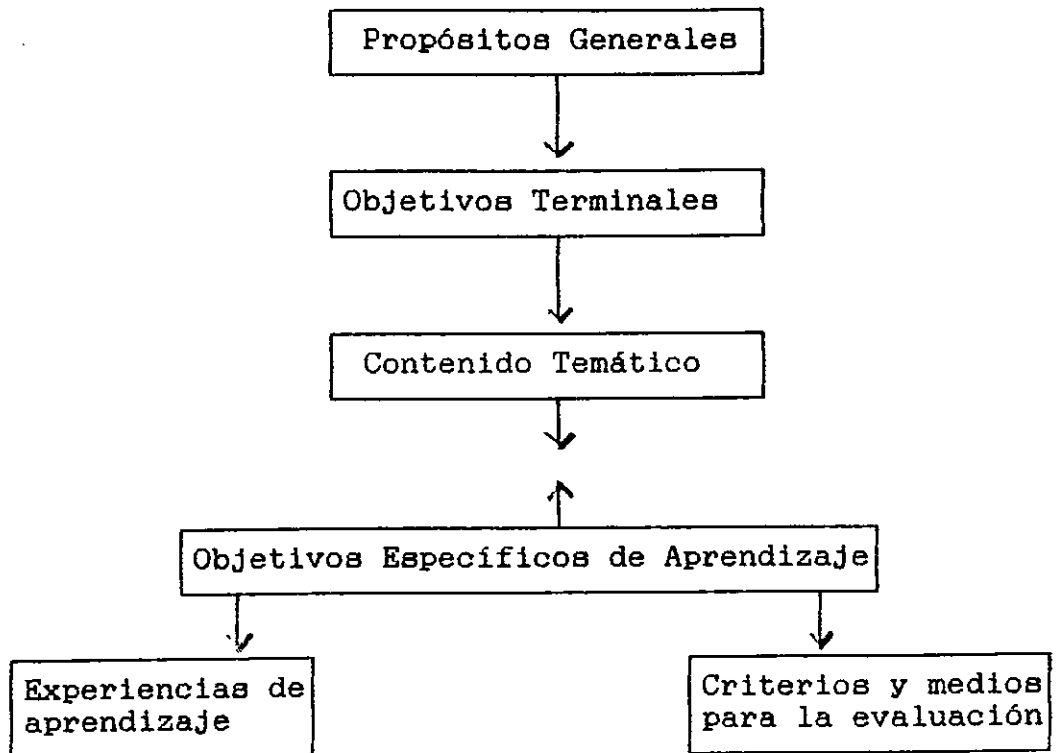 Propósitos Generales
Objetivos Terminales
Contenido Temático
Objetivos Específicos de Aprendizaje
Experiencias de
aprendizaje
Criterios y medios
para la evaluación